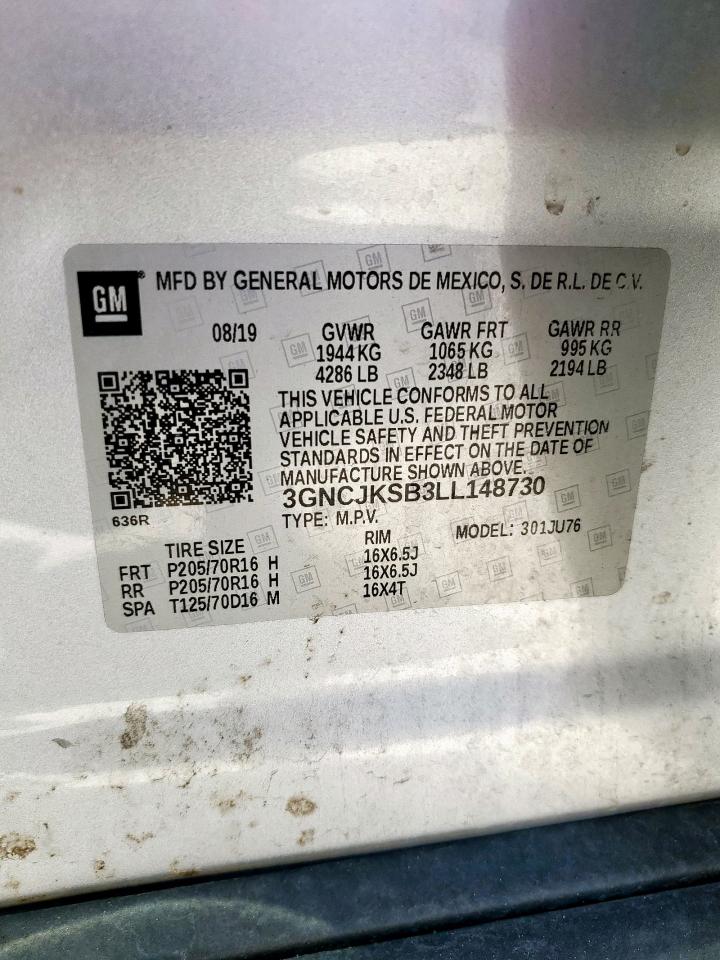 GM
MFD BY GENERAL MOTORS DE MEXICO, S. DE R.L. DE C.V.
08/19 GVWR GAWR FRT GAWR RR
1944 KG 1065 KG 995 KG
4286 LB 2348 LB 2194 LB
THIS VEHICLE CONFORMS TO ALL
APPLICABLE U.S. FEDERAL MOTOR
VEHICLE SAFETY AND THEFT PREVENTION
STANDARDS IN EFFECT ON THE DATE OF
MANUFACTURE SHOWN ABOVE.
3GNCJKSB3LL148730
636R
TYPE: M.P.V. MODEL: 301JU76
TIRE SIZE RIM
FRT P205/70R16 H 16X6.5J
RR P205/70R16 H 16X6.5J
SPA T125/70D16 M 16X4T